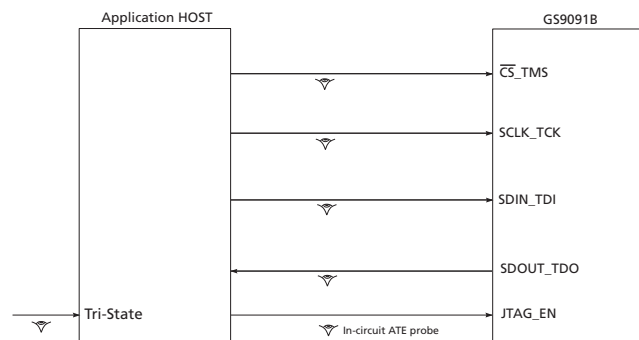 Application HOST
GS9091B
CS_TMS
SCLK_TCK
SDIN_TDI
SDOUT_TDO
Tri-State
JTAG_EN
In-circuit ATE probe